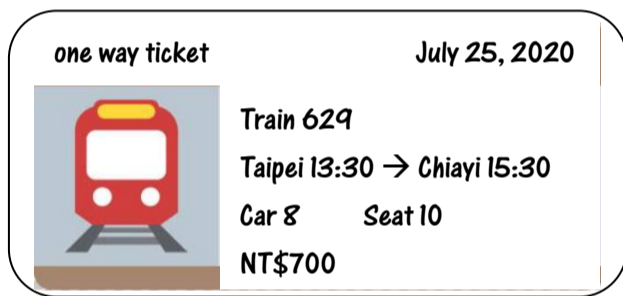 one way ticket July 25, 2020
Train 629
Taipei 13:30 → Chiayi 15:30
Car 8 Seat 10
NT$700